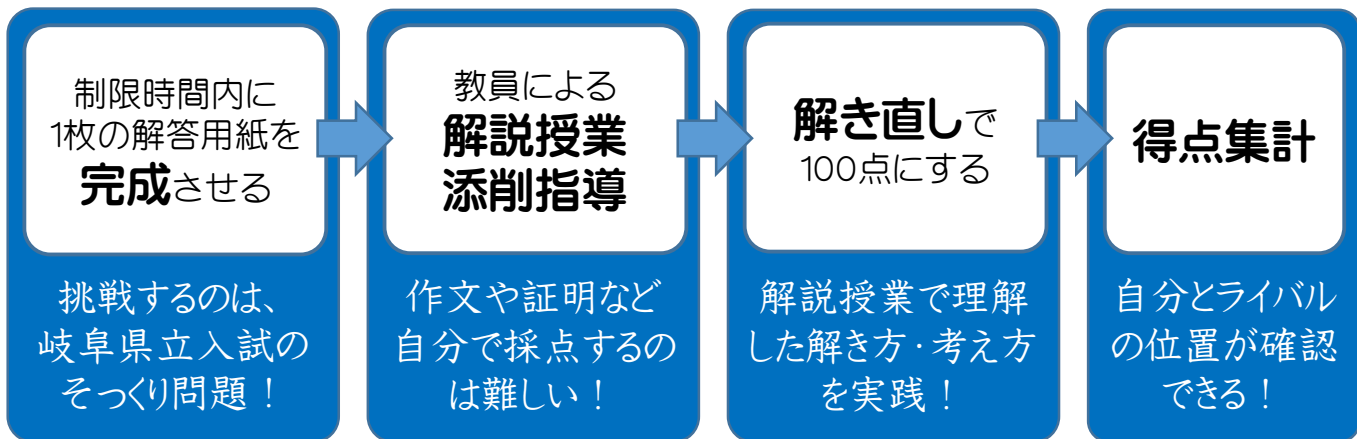 制限時間内に
1枚の解答用紙を
完成させる
挑戦するのは、
岐阜県立入試の
そっくり問題！
教員による
解説授業
添削指導
作文や証明など
自分で採点するの
は難しい！
解き直しで
100点にする
解説授業で理解
した解き方・考え方
を実践！
得点集計
自分とライバル
の位置が確認
できる！